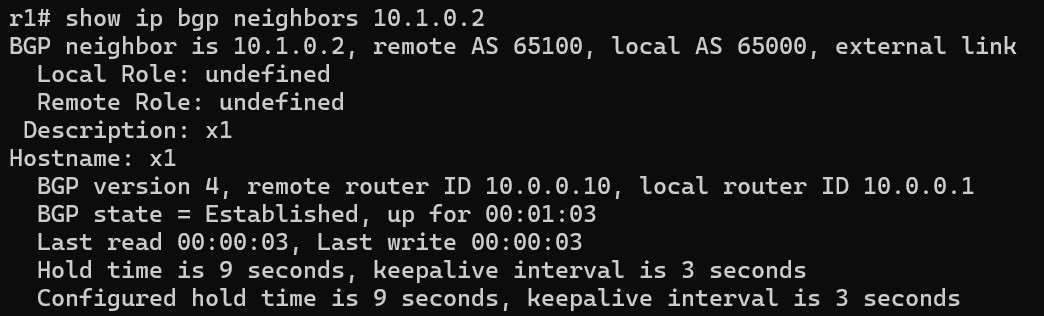 r1# show ip bgp neighbors 10.1.0.2
BGP neighbor is 10.1.0.2, remote AS 65100, local AS 65000, external link
  Local Role: undefined
  Remote Role: undefined
 Description: x1
Hostname: x1
  BGP version 4, remote router ID 10.0.0.10, local router ID 10.0.0.1
  BGP state = Established, up for 00:01:03
  Last read 00:00:03, Last write 00:00:03
  Hold time is 9 seconds, keepalive interval is 3 seconds
  Configured hold time is 9 seconds, keepalive interval is 3 seconds